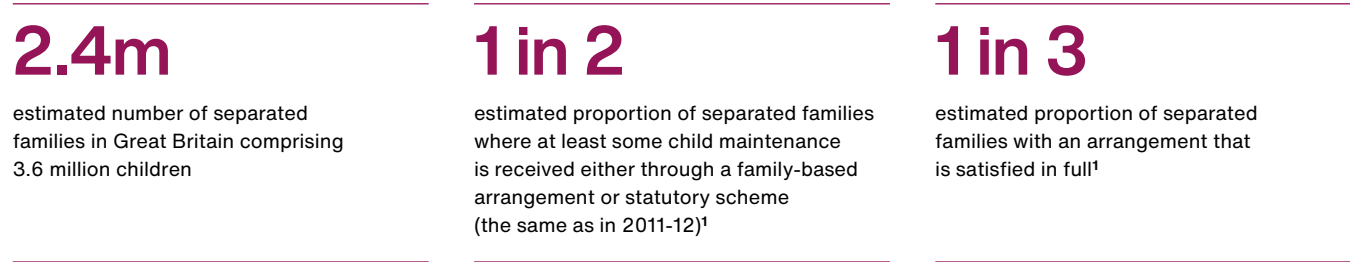 2.4m
estimated number of separated
families in Great Britain comprising
3.6 million children
1 in 2
estimated proportion of separated families
where at least some child maintenance
is received either through a family-based
arrangement or statutory scheme
(the same as in 2011-12)¹
1 in 3
estimated proportion of separated
families with an arrangement that
is satisfied in full¹